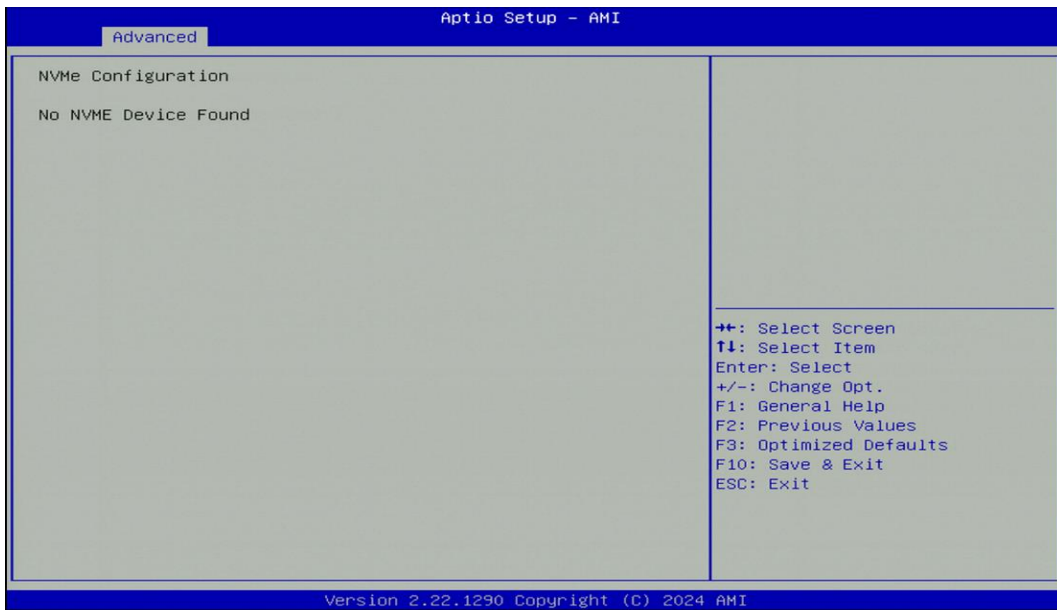 Aptio Setup - AMI
Advanced
NVMe Configuration
No NVME Device Found
→←: Select Screen
↑↓: Select Item
Enter: Select
+/-: Change Opt.
F1: General Help
F2: Previous Values
F3: Optimized Defaults
F10: Save & Exit
ESC: Exit
Version 2.22.1290 Copyright (C) 2024 AMI